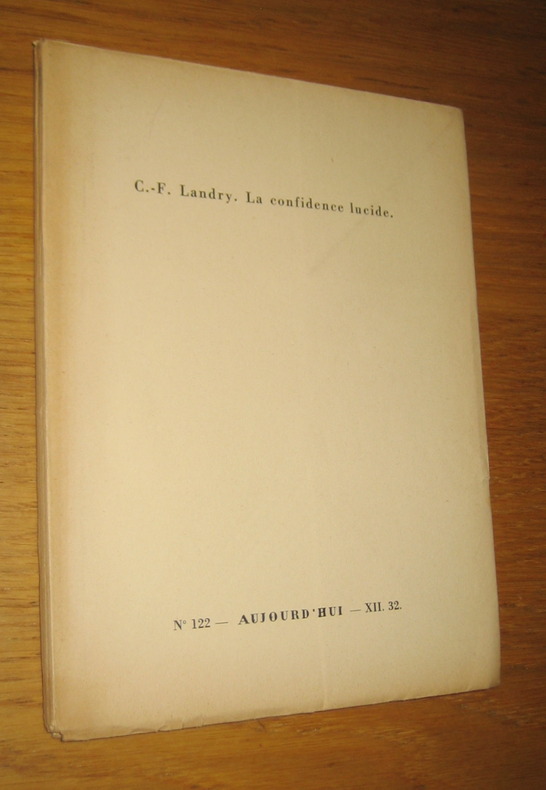 C.-F. Landry. La confidence lucide.
N° 122 — AUJOURD'HUI — XII. 32.